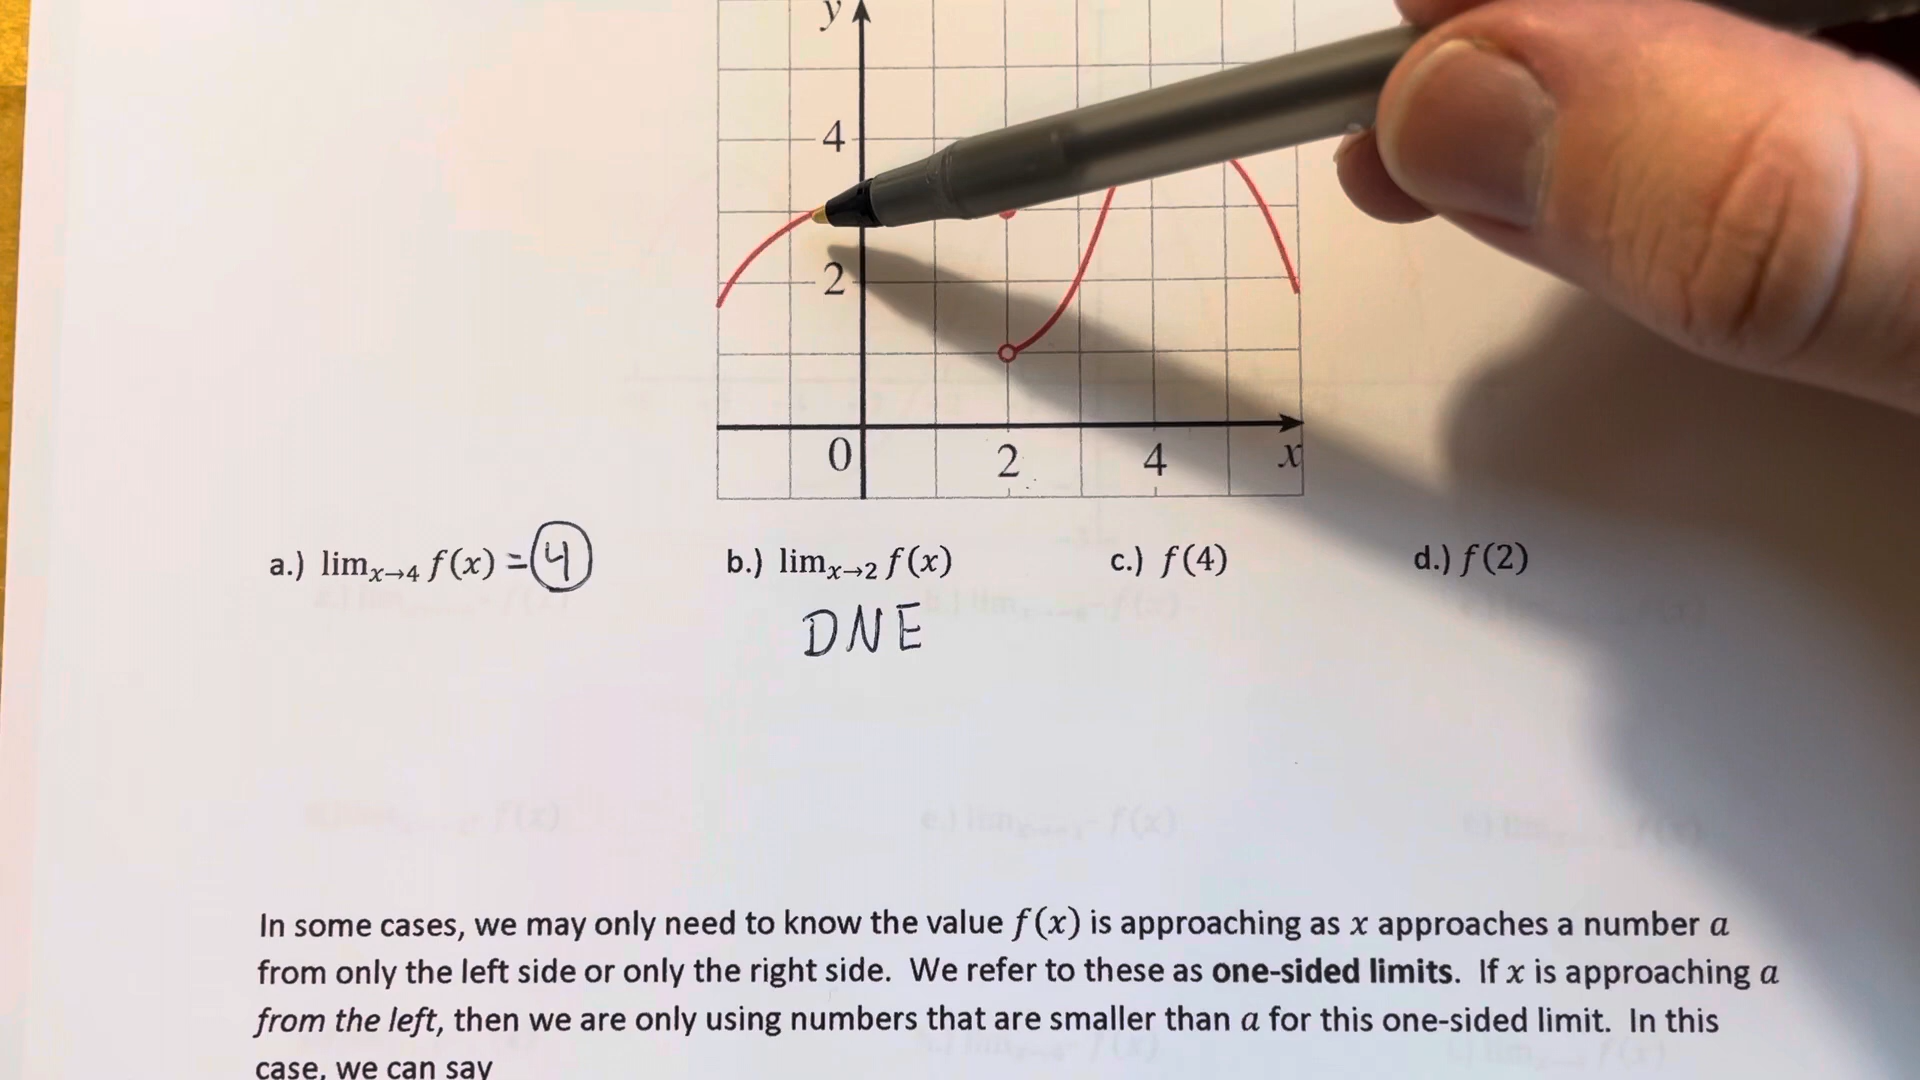 y
4
2
0 2 4 x
a.) lim_{x→4} f(x) = 4 b.) lim_{x→2} f(x) c.) f(4) d.) f(2)
DNE
In some cases, we may only need to know the value f(x) is approaching as x approaches a number a
from only the left side or only the right side. We refer to these as one-sided limits. If x is approaching a
from the left, then we are only using numbers that are smaller than a for this one-sided limit. In this
case, we can say